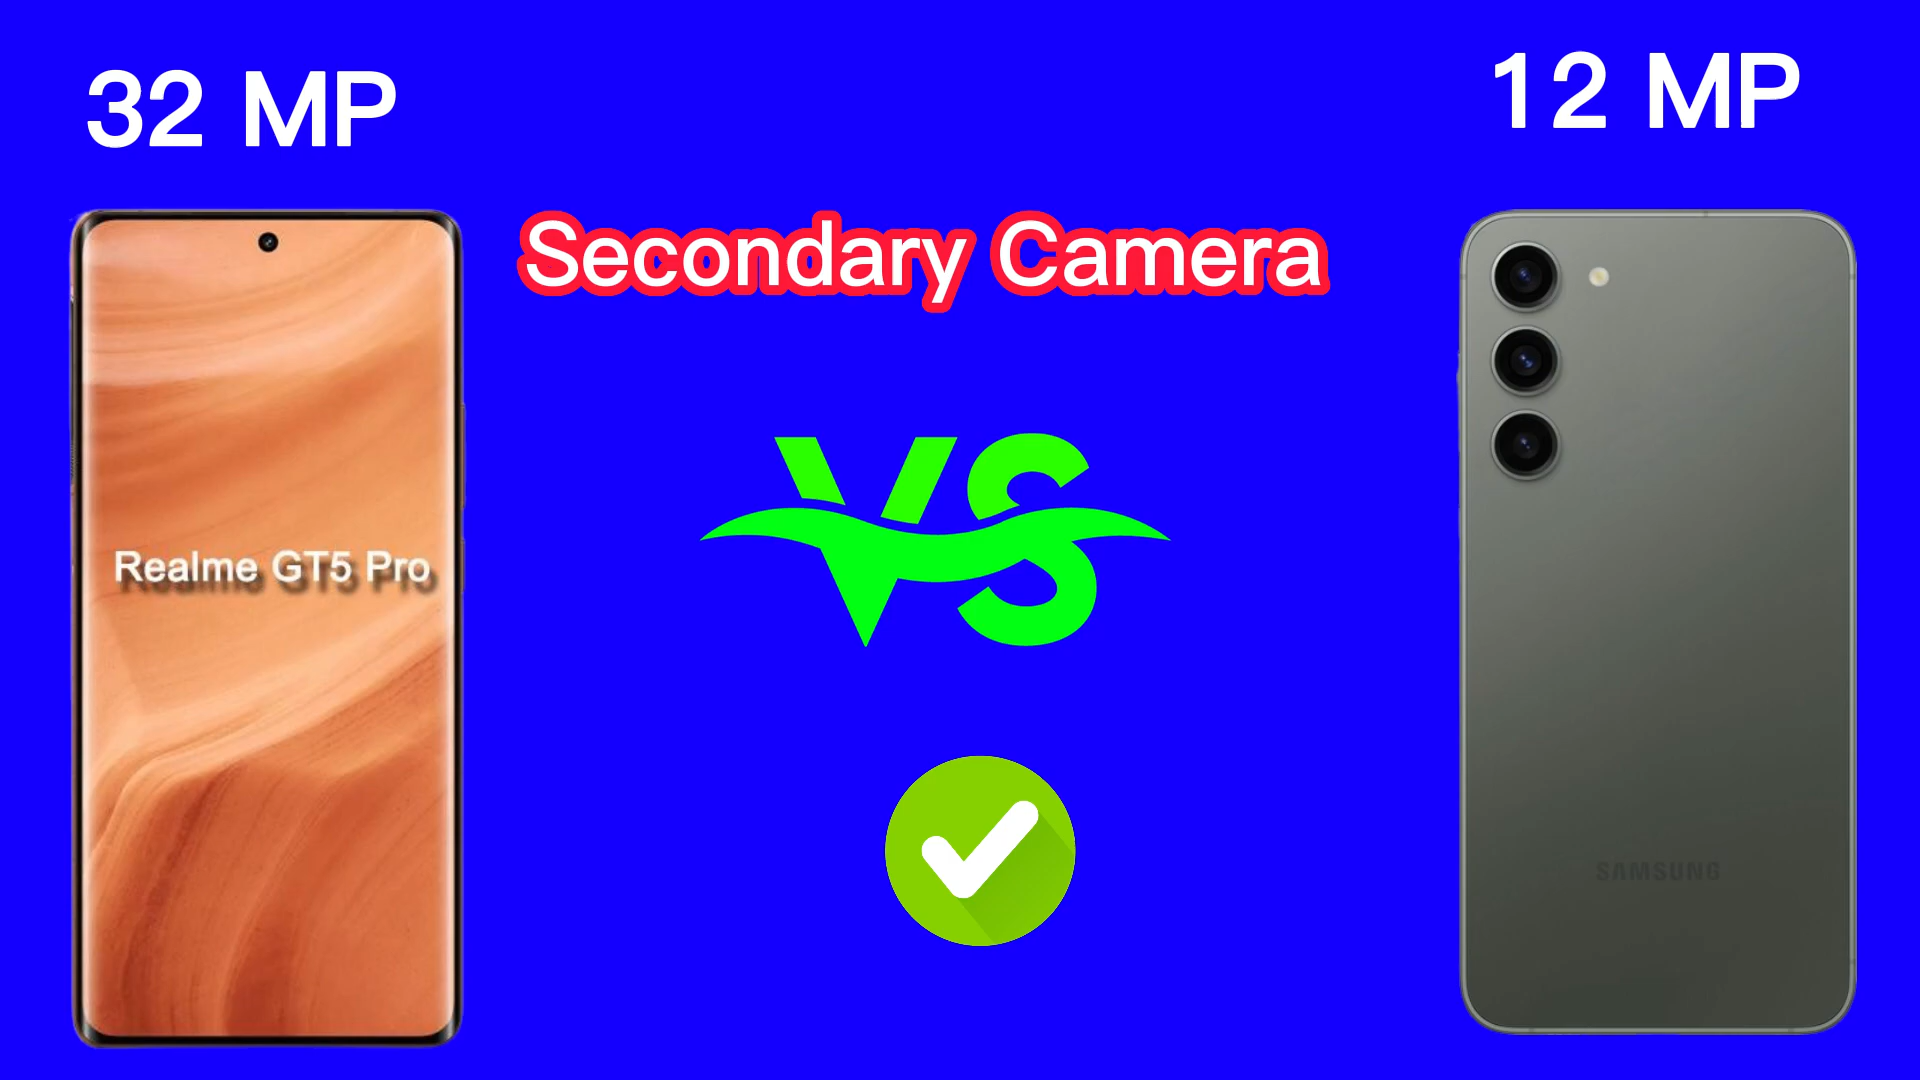 32 MP
12 MP
Secondary Camera
VS
Realme GT5 Pro
SAMSUNG